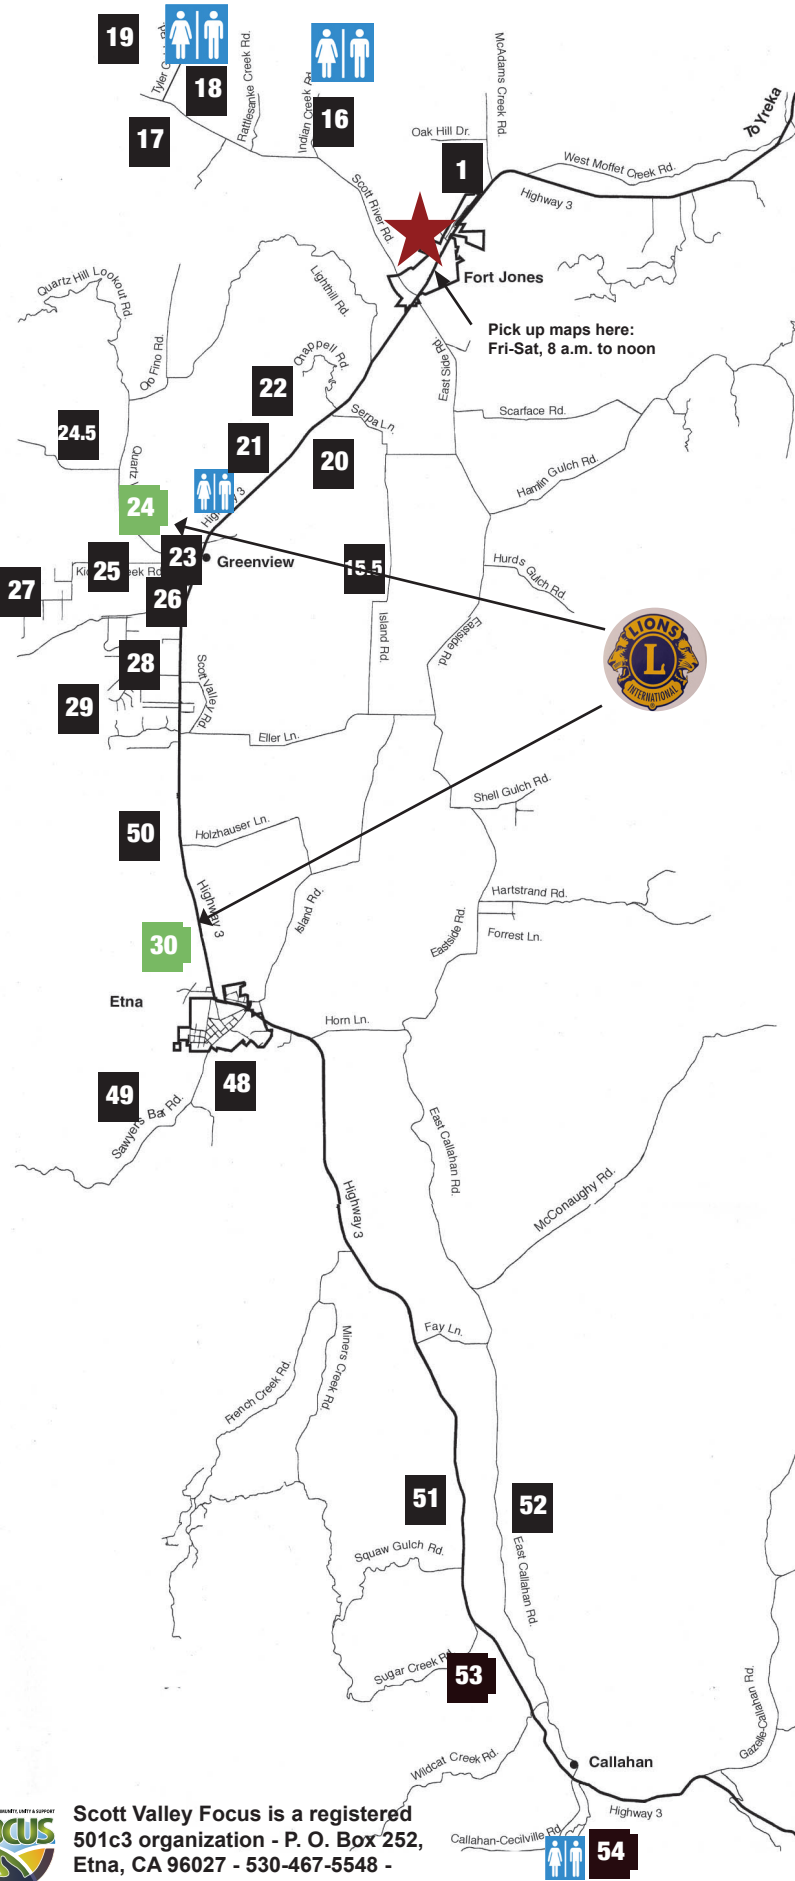 19
18
17
16
1
Rattlesanke Creek Rd.
Indian Creek Rd.
McAdams Creek Rd.
Oak Hill Dr.
To Yreka
West Moffet Creek Rd.
Highway 3
Scott River Rd.
Fort Jones
Pick up maps here:
Fri-Sat, 8 a.m. to noon
Quartz Hill Lookout Rd.
Lighthill Rd.
Oro Fino Rd.
Chappell Rd.
East Side Rd.
22
Serpa Ln.
Scarface Rd.
24.5
21
20
Hamlin Gulch Rd.
Quartz
24
23
Greenview
15.5
Hurds Gulch Rd.
25
27
26
Island Rd.
Eastside Rd.
LIONS
L
INTERNATIONAL
28
Scott Valley Rd.
29
Eller Ln.
Shell Gulch Rd.
50
Holzhauser Ln.
Highway 3
Island Rd.
Hartstrand Rd.
Eastside Rd.
Forrest Ln.
30
Etna
Horn Ln.
48
49
Sawyers Bar Rd.
East Callahan Rd.
McConaughy Rd.
Highway 3
Fay Ln.
Miners Creek Rd.
French Creek Rd.
51
52
Squaw Gulch Rd.
East Callahan Rd.
Sugar Creek Rd.
53
Gazelle-Callahan Rd.
Wildcat Creek Rd.
Callahan
Highway 3
Callahan-Cecilville Rd.
54
Scott Valley Focus is a registered
501c3 organization - P. O. Box 252,
Etna, CA 96027 - 530-467-5548 -